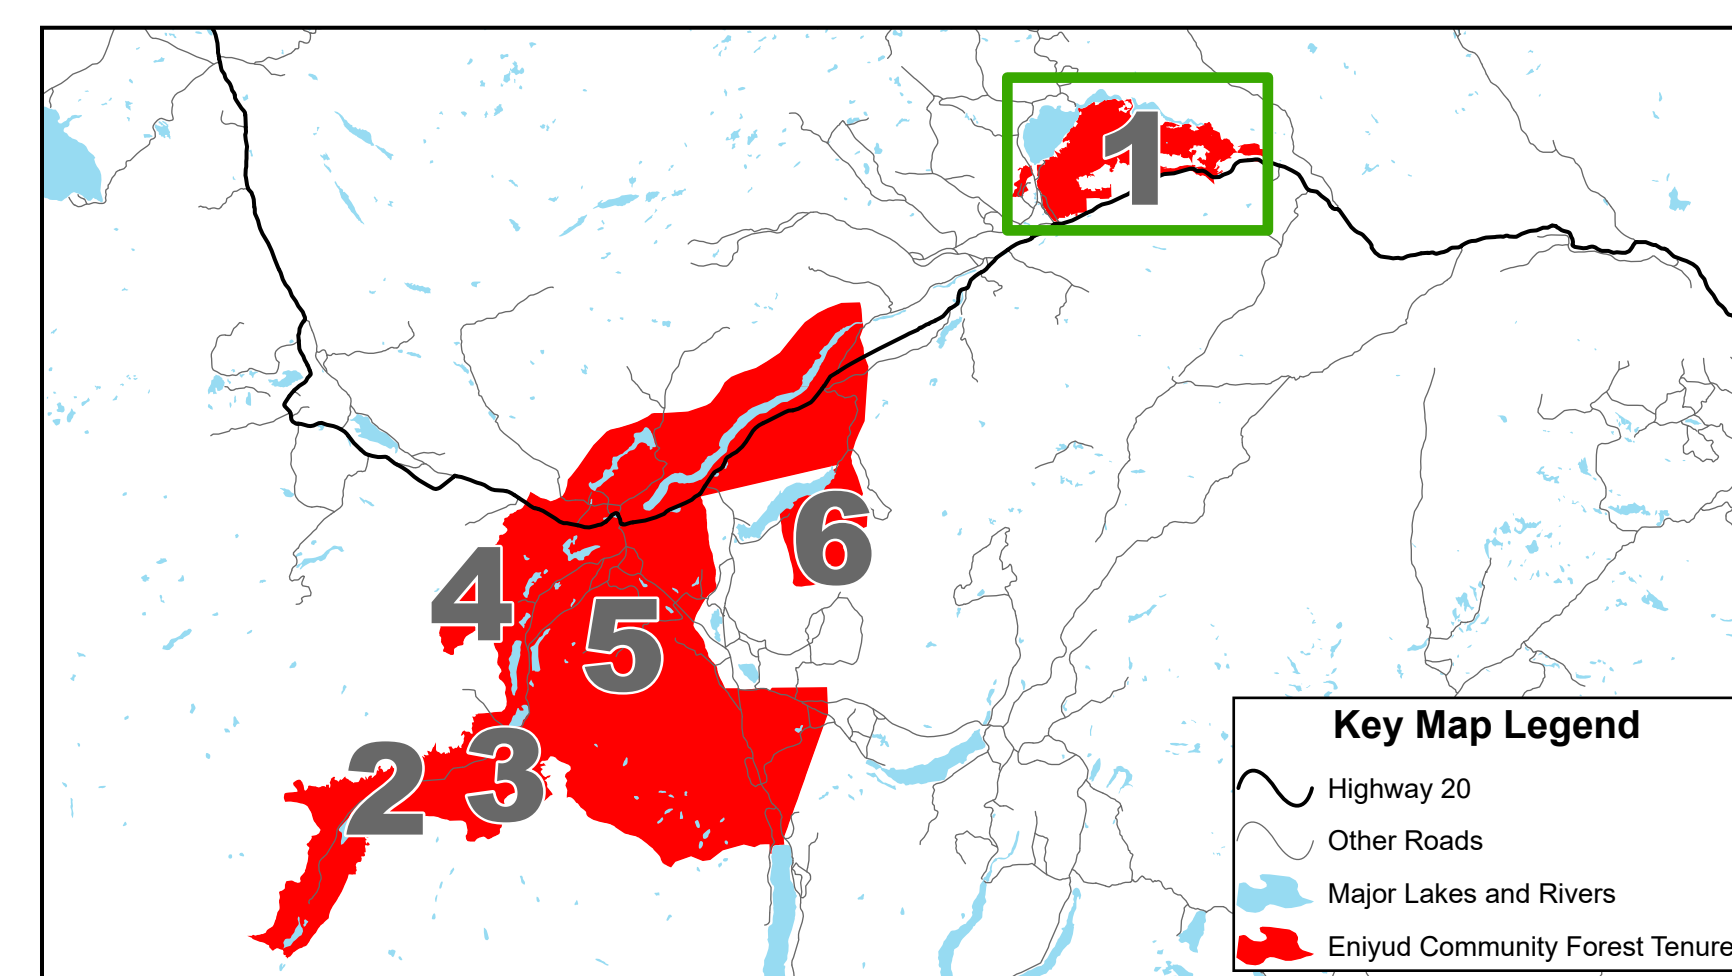 1
6
4
5
3
2
Key Map Legend
Highway 20
Other Roads
Major Lakes and Rivers
Eniyud Community Forest Tenure